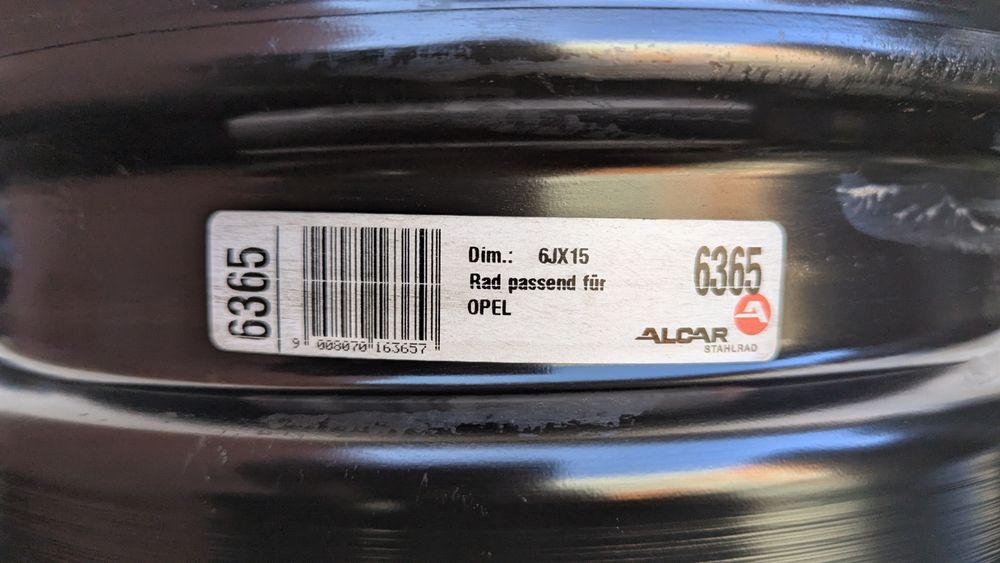 6365
9 008070 163657
Dim.: 6JX15
Rad passend für
OPEL
6365
A
ALCAR
STAHLRAD